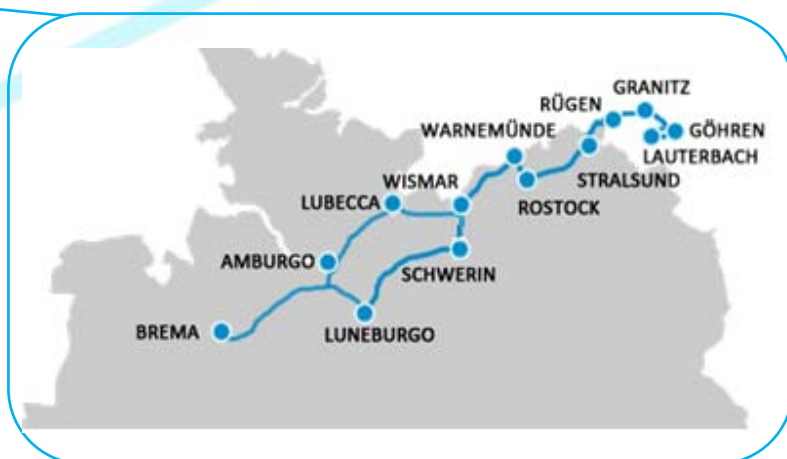 GRANITZ
RÜGEN
WARNEMÜNDE
GÖHREN
LAUTERBACH
STRALSUND
WISMAR
LUBECCA
ROSTOCK
AMBURGO
SCHWERIN
BREMA
LUNEBURGO